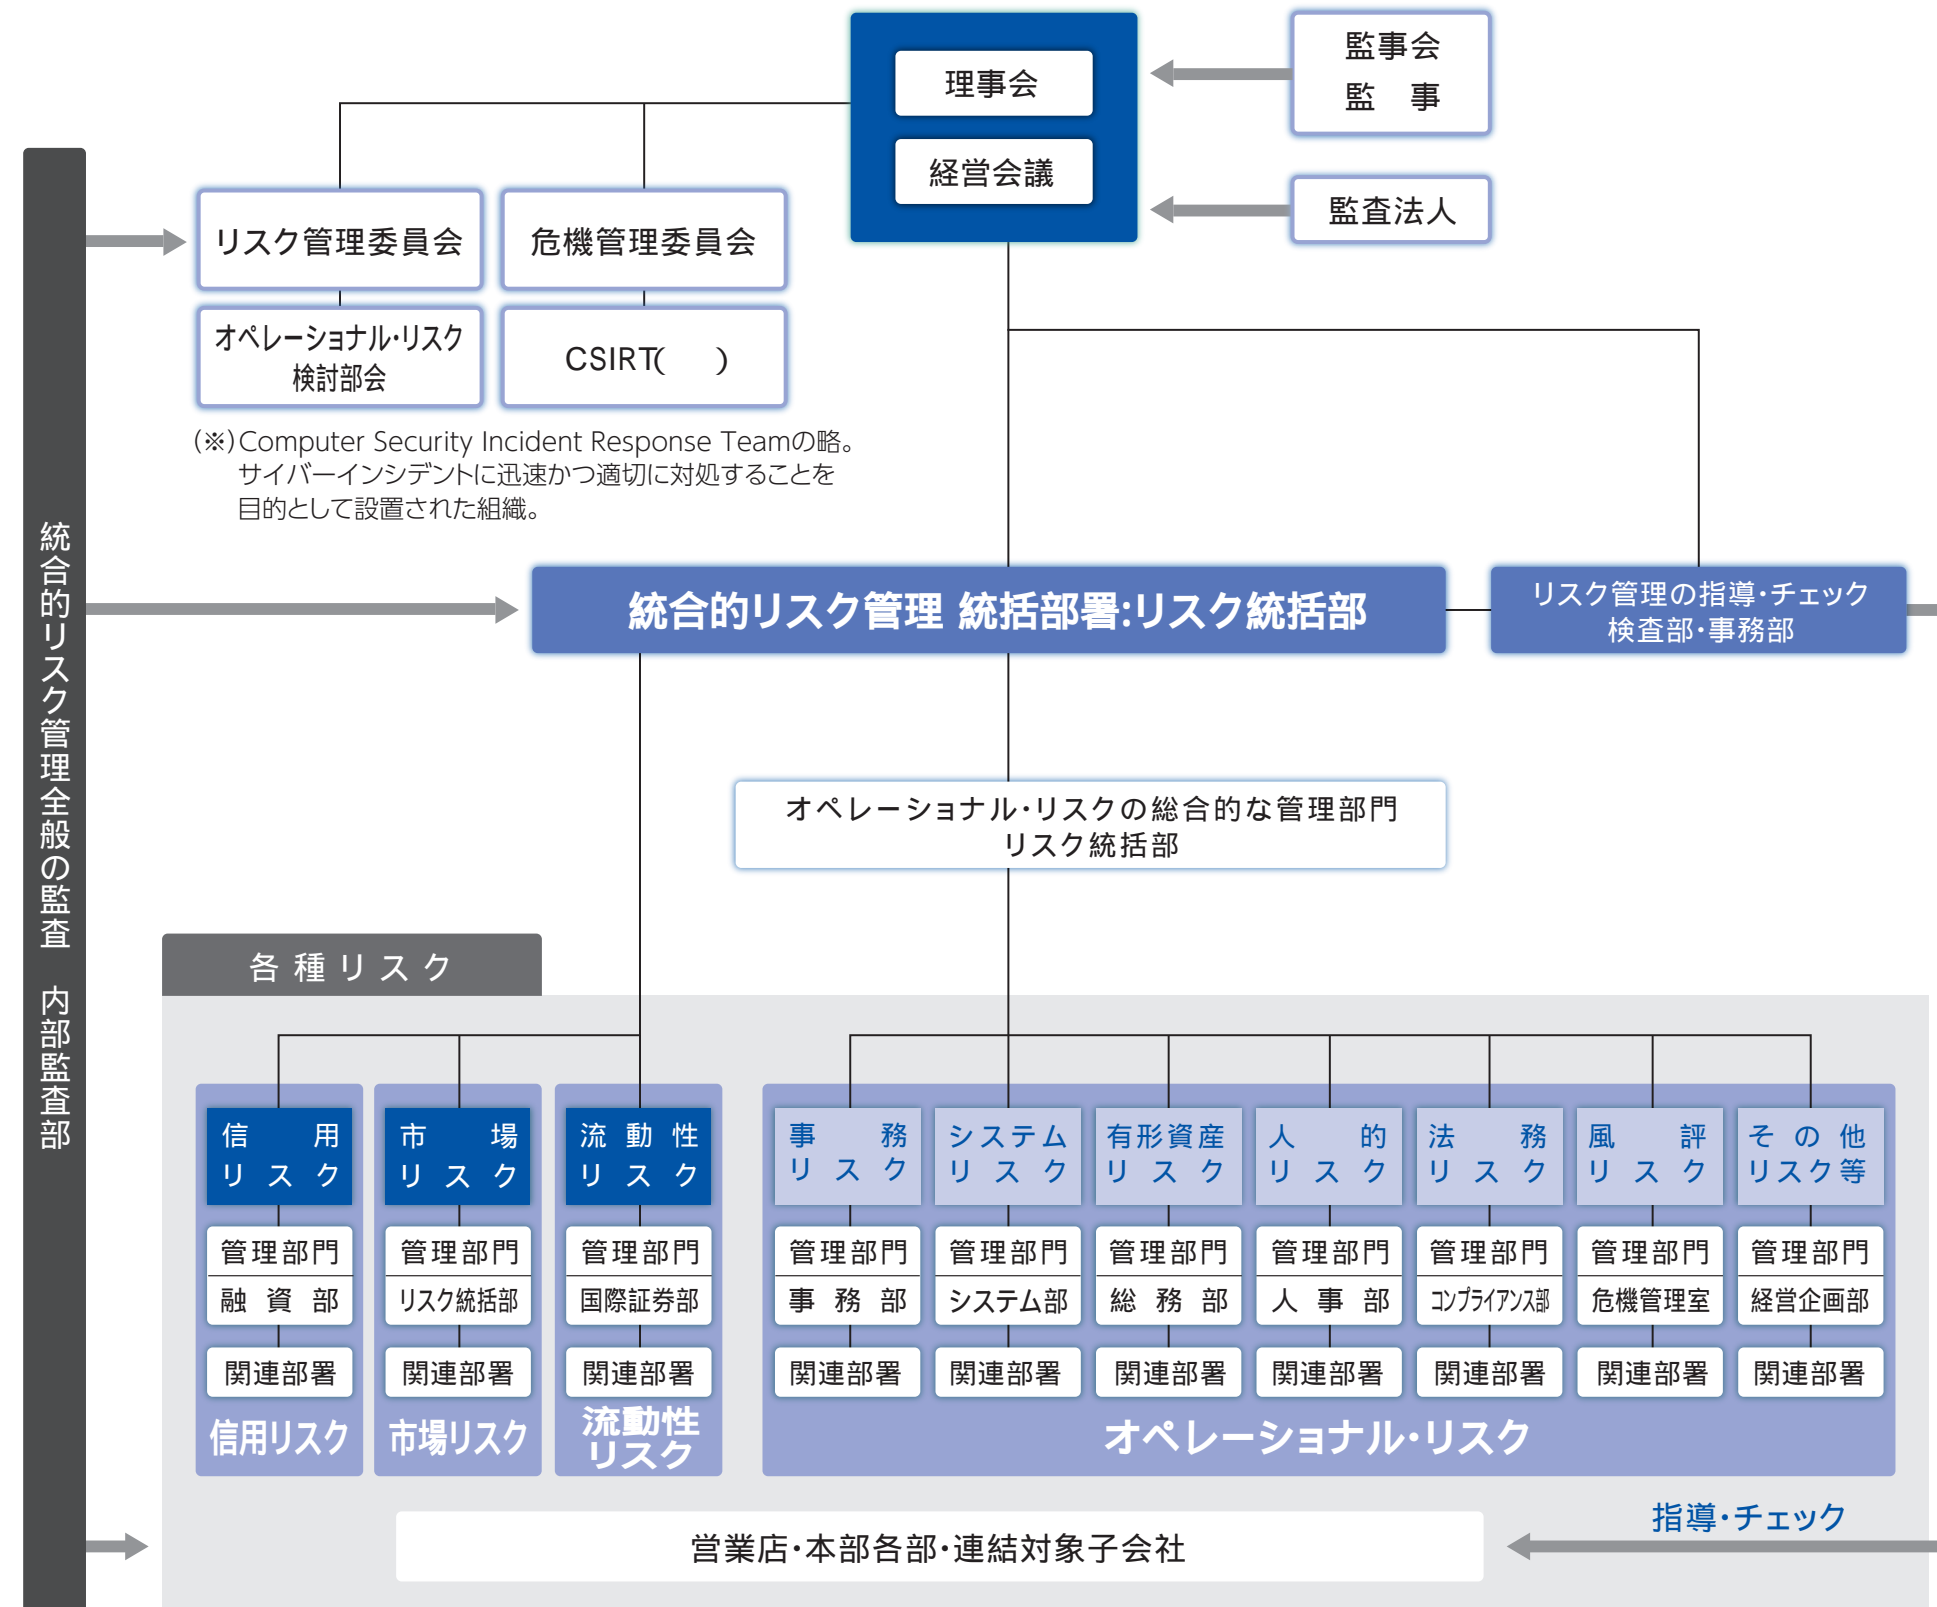 理事会
経営会議
監事会
監　事
監査法人
リスク管理委員会
危機管理委員会
オペレーショナル・リスク
検討部会
CSIRT(　)
(※)Computer Security Incident Response Teamの略。
サイバーインシデントに迅速かつ適切に対処することを
目的として設置された組織。
統合的リスク管理全般の監査　内部監査部
統合的リスク管理 統括部署:リスク統括部
リスク管理の指導・チェック
検査部・事務部
オペレーショナル・リスクの総合的な管理部門
リスク統括部
各種リスク
信用
リスク
管理部門
融資部
関連部署
信用リスク
市場
リスク
管理部門
リスク統括部
関連部署
市場リスク
流動性
リスク
管理部門
国際証券部
関連部署
流動性
リスク
事務
リスク
管理部門
事務部
関連部署
システム
リスク
管理部門
システム部
関連部署
有形資産
リスク
管理部門
総務部
関連部署
人的
リスク
管理部門
人事部
関連部署
法務
リスク
管理部門
コンプライアンス部
関連部署
風評
リスク
管理部門
危機管理室
関連部署
その他
リスク等
管理部門
経営企画部
関連部署
オペレーショナル・リスク
営業店・本部各部・連結対象子会社
指導・チェック